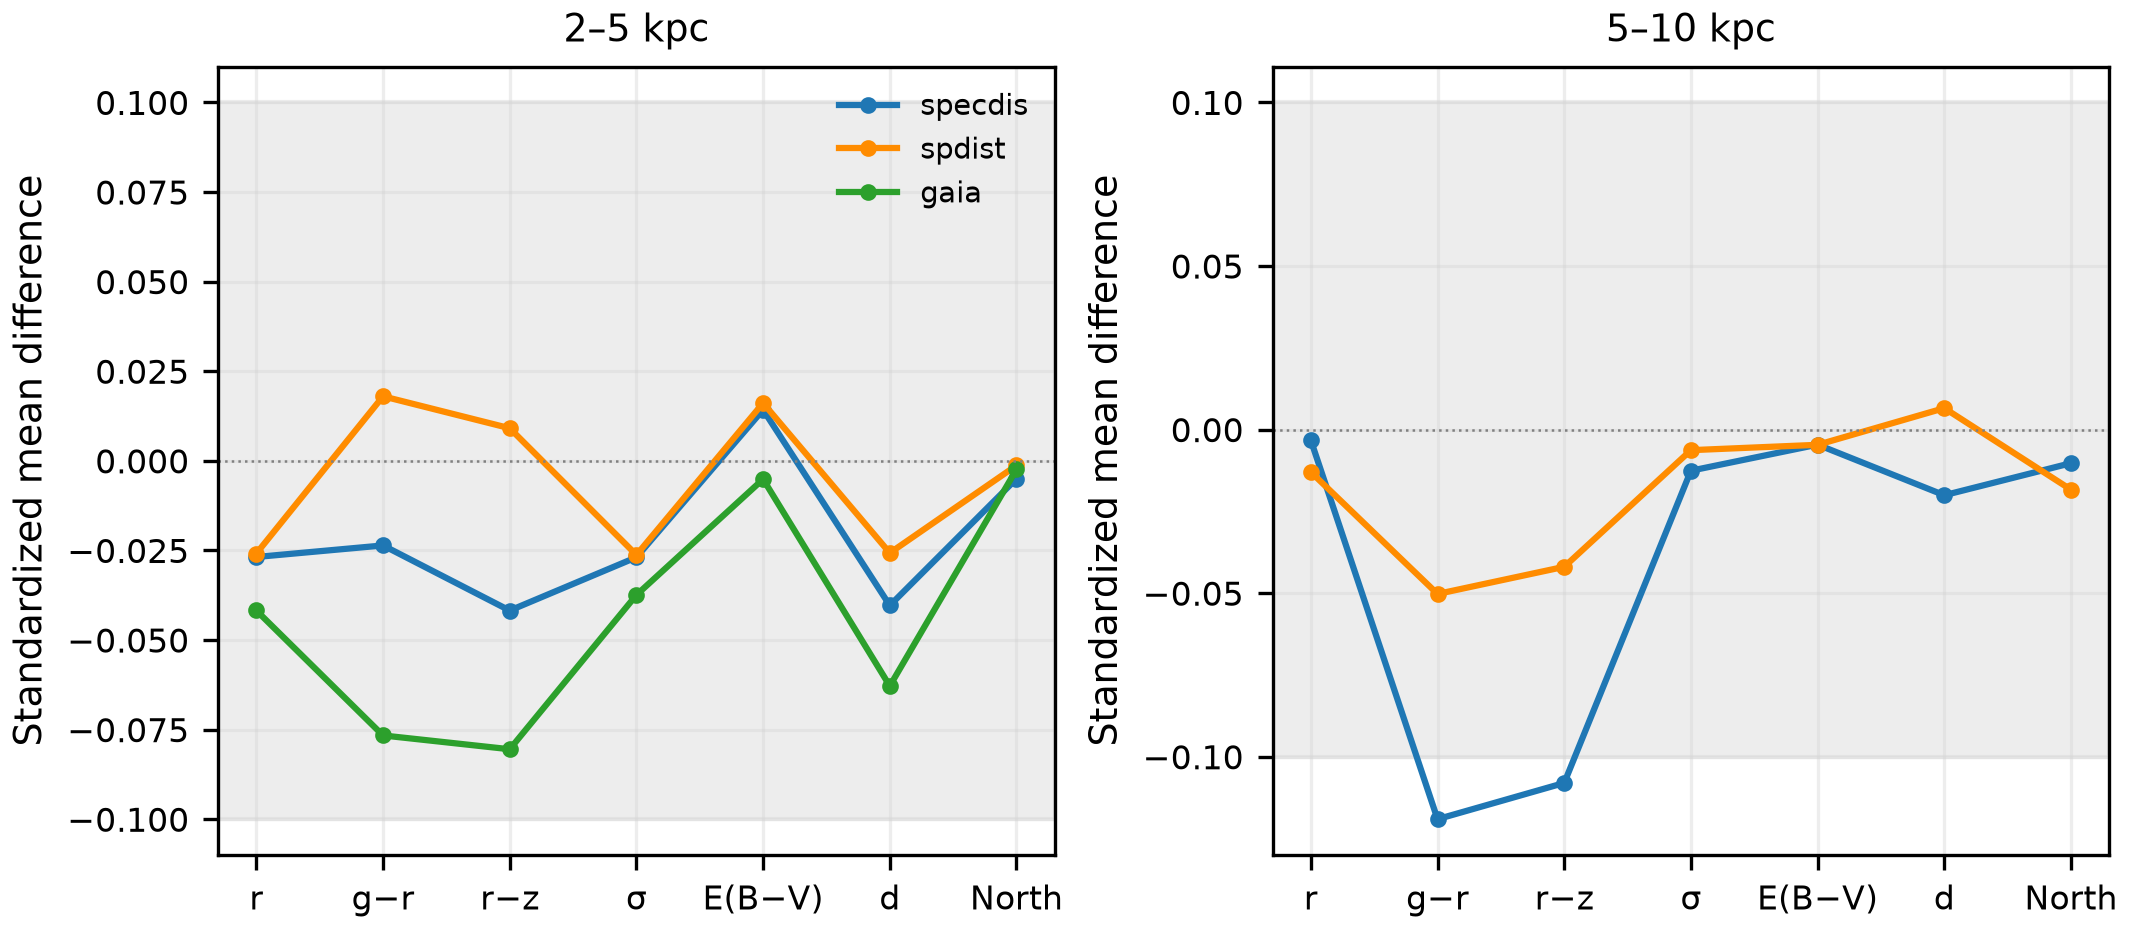 2–5 kpc
Standardized mean difference
0.100
0.075
0.050
0.025
0.000
−0.025
−0.050
−0.075
−0.100
specdis
spdist
gaia
r g−r r−z σ E(B−V) d North
5–10 kpc
Standardized mean difference
0.10
0.05
0.00
−0.05
−0.10
r g−r r−z σ E(B−V) d North